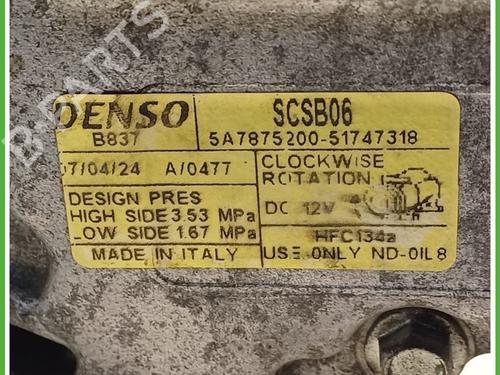 DENSO
B837
SCSB06
5A7875200-51747318
07/04/24 A/0477
CLOCKWISE
ROTATION
DC 12V
DESIGN PRES
HIGH SIDE 3.53 MPa
LOW SIDE 1.67 MPa
HFC134a
MADE IN ITALY
USE ONLY ND-OIL8